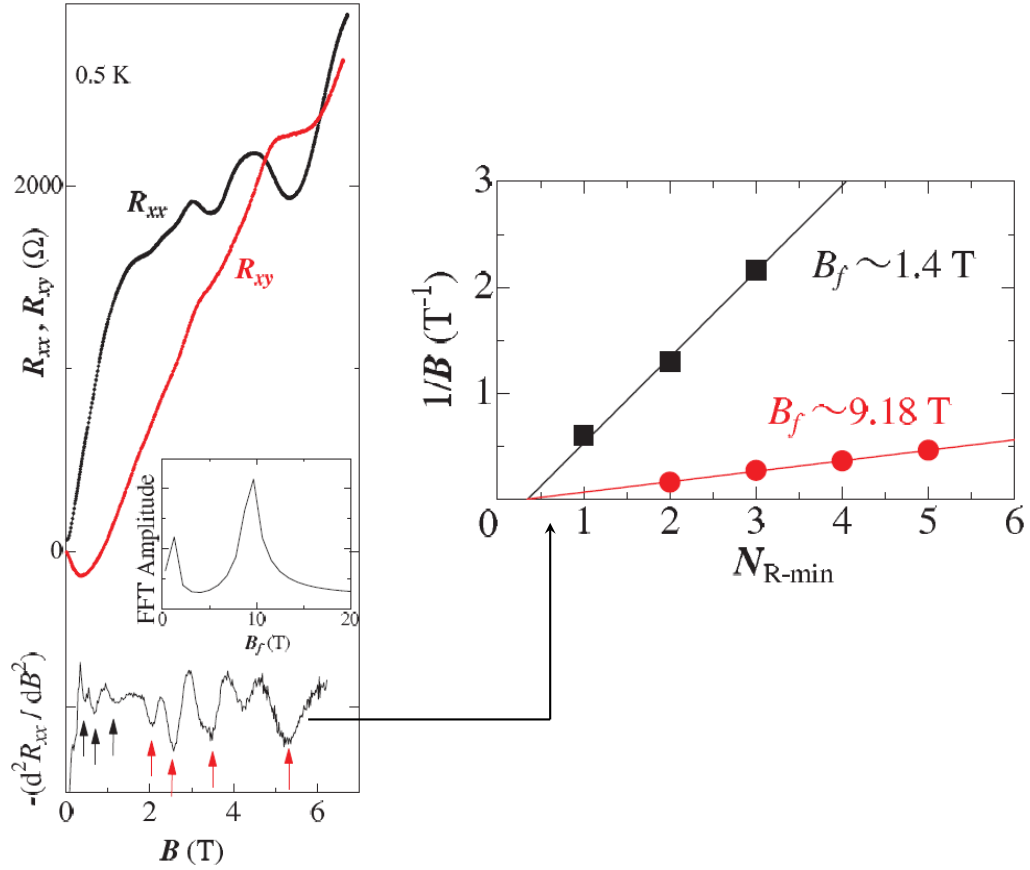 0.5 K
2000
R_xx
R_xy
R_xx , R_xy (Ω)
0
FFT Amplitude
0 10 20
B_f (T)
-(d²R_xx / dB²)
0 2 4 6
B (T)
3
B_f ～1.4 T
2
1/B (T⁻¹)
1
B_f ～9.18 T
0 1 2 3 4 5 6
N_R-min